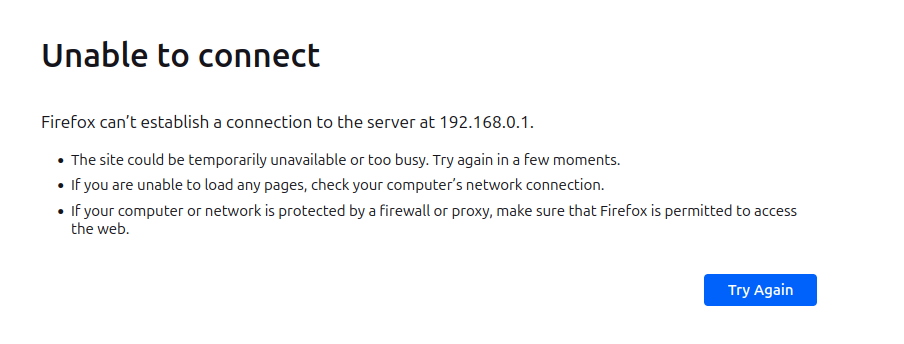 Unable to connect
Firefox can’t establish a connection to the server at 192.168.0.1.
• The site could be temporarily unavailable or too busy. Try again in a few moments.
• If you are unable to load any pages, check your computer’s network connection.
• If your computer or network is protected by a firewall or proxy, make sure that Firefox is permitted to access
the web.
Try Again